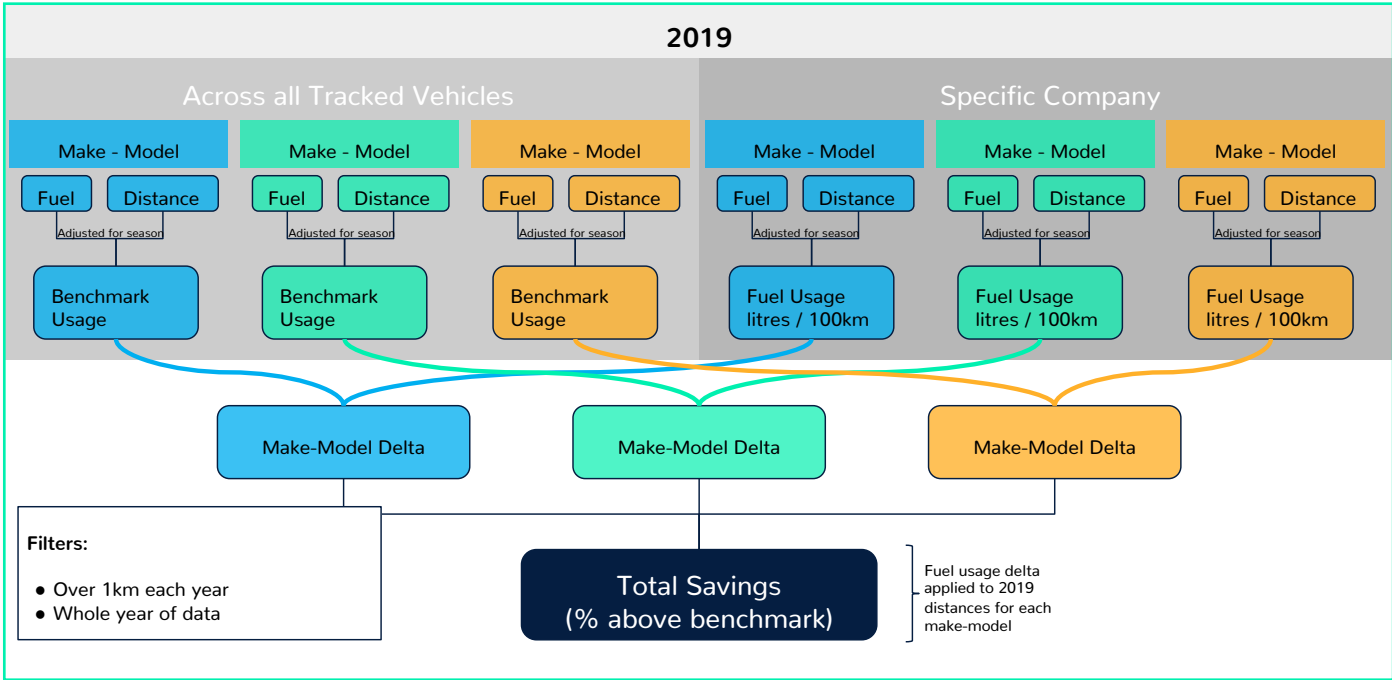 2019
Across all Tracked Vehicles
Specific Company
Make - Model
Make - Model
Make - Model
Make - Model
Make - Model
Make - Model
Fuel
Distance
Fuel
Distance
Fuel
Distance
Fuel
Distance
Fuel
Distance
Fuel
Distance
Adjusted for season
Adjusted for season
Adjusted for season
Adjusted for season
Adjusted for season
Adjusted for season
Benchmark
Usage
Benchmark
Usage
Benchmark
Usage
Fuel Usage
litres / 100km
Fuel Usage
litres / 100km
Fuel Usage
litres / 100km
Make-Model Delta
Make-Model Delta
Make-Model Delta
Filters:
● Over 1km each year
● Whole year of data
Total Savings
(% above benchmark)
Fuel usage delta
applied to 2019
distances for each
make-model